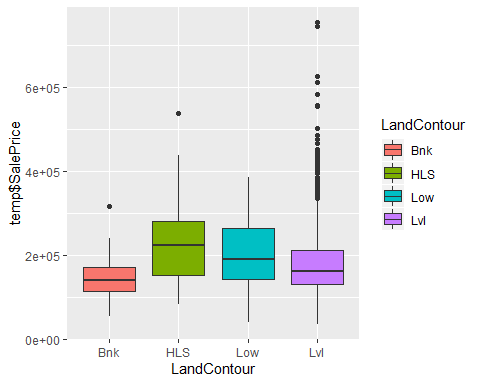 temp$SalePrice
6e+05
4e+05
2e+05
0e+00
Bnk HLS Low Lvl
LandContour
LandContour
Bnk
HLS
Low
Lvl